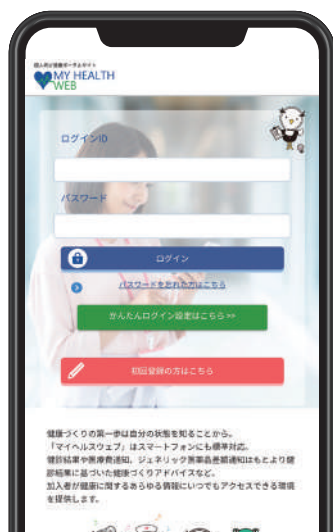 個人向け健康ポータルサイト
MY HEALTH
WEB
ログインID
パスワード
ログイン
パスワードを忘れた方はこちら
かんたんログイン設定はこちら >>
初回登録の方はこちら
健康づくりの第一歩は自分の状態を知ることから。
「マイヘルスウェブ」はスマートフォンにも標準対応。
健診結果や医療費通知、ジェネリック医薬品差額通知はもとより健
診結果に基づいた健康づくりアドバイスなど。
加入者が健康に関するあらゆる情報にいつでもアクセスできる環境
を提供します。